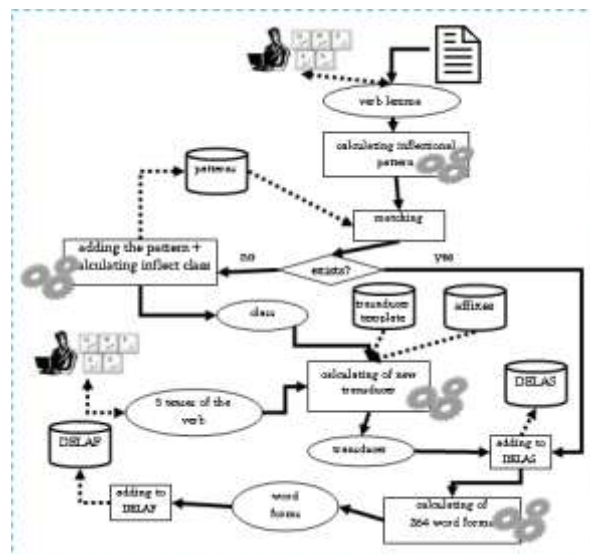 verb lemma
calculating inflectional
pattern
patterns
matching
adding the pattern +
calculating inflect class
no
exists?
yes
class
transducer
template
affixes
calculating of new
transducer
DELAS
5 tenses of the
verb
DELAF
transducer
adding to
DELAS
adding to
DELAF
word
forms
calculating of
264 word forms